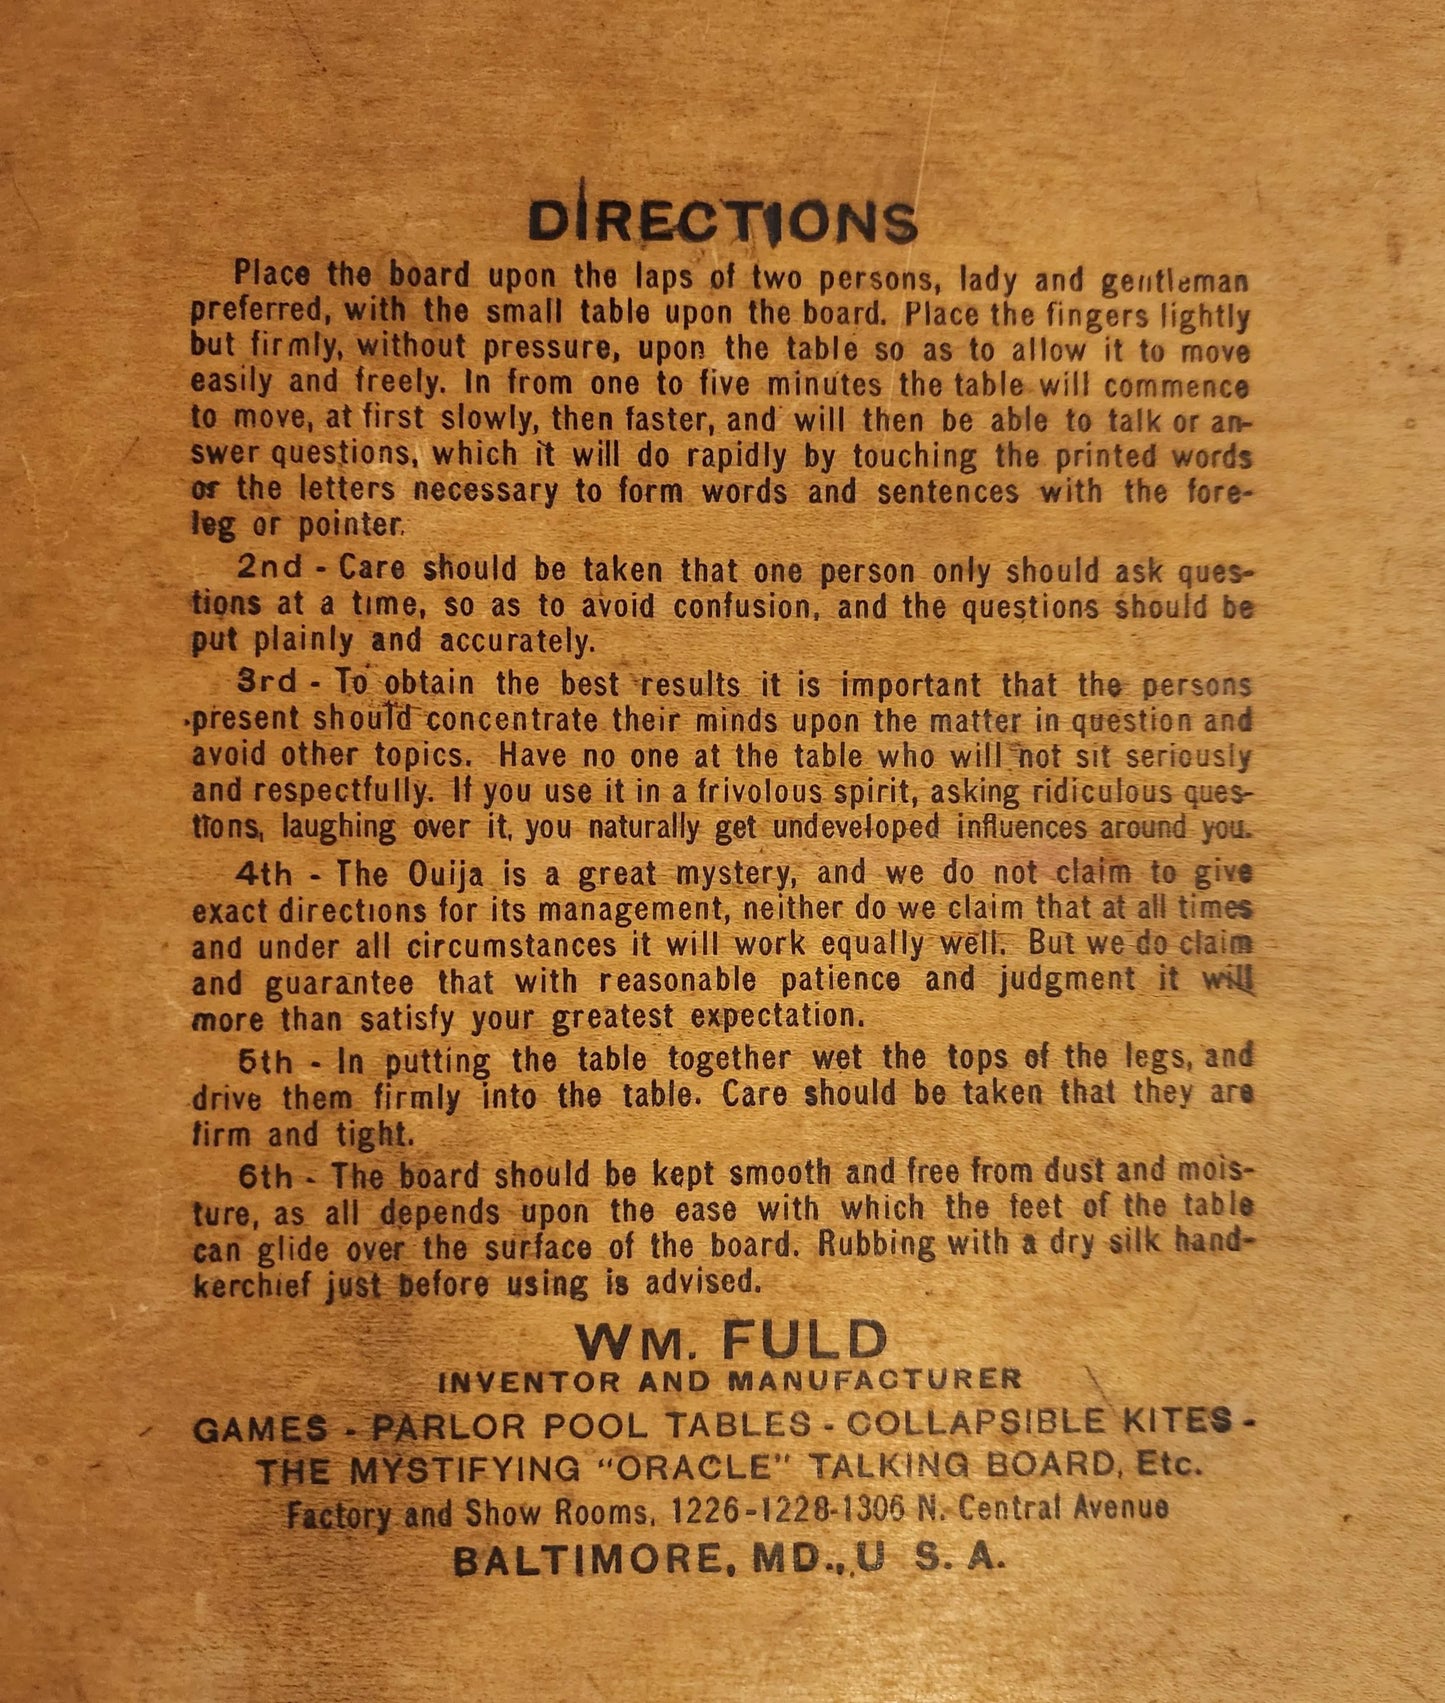 DIRECTIONS
Place the board upon the laps of two persons, lady and gentleman
preferred, with the small table upon the board. Place the fingers lightly
but firmly, without pressure, upon the table so as to allow it to move
easily and freely. In from one to five minutes the table will commence
to move, at first slowly, then faster, and will then be able to talk or an-
swer questions, which it will do rapidly by touching the printed words
or the letters necessary to form words and sentences with the fore-
leg or pointer.
2nd - Care should be taken that one person only should ask ques-
tions at a time, so as to avoid confusion, and the questions should be
put plainly and accurately.
3rd - To obtain the best results it is important that the persons
present should concentrate their minds upon the matter in question and
avoid other topics. Have no one at the table who will not sit seriously
and respectfully. If you use it in a frivolous spirit, asking ridiculous ques-
tions, laughing over it, you naturally get undeveloped influences around you.
4th - The Ouija is a great mystery, and we do not claim to give
exact directions for its management, neither do we claim that at all times
and under all circumstances it will work equally well. But we do claim
and guarantee that with reasonable patience and judgment it will
more than satisfy your greatest expectation.
5th - In putting the table together wet the tops of the legs, and
drive them firmly into the table. Care should be taken that they are
firm and tight.
6th - The board should be kept smooth and free from dust and mois-
ture, as all depends upon the ease with which the feet of the table
can glide over the surface of the board. Rubbing with a dry silk hand-
kerchief just before using is advised.
WM. FULD
INVENTOR AND MANUFACTURER
GAMES - PARLOR POOL TABLES - COLLAPSIBLE KITES -
THE MYSTIFYING "ORACLE" TALKING BOARD, Etc.
Factory and Show Rooms, 1226-1228-1306 N. Central Avenue
BALTIMORE, MD., U S. A.